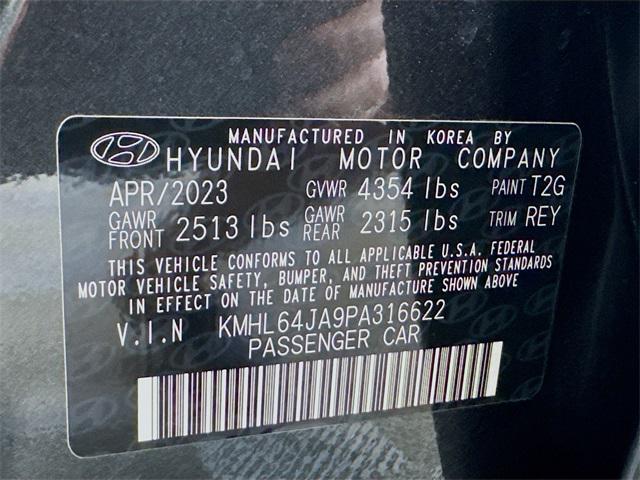 MANUFACTURED IN KOREA BY
HYUNDAI MOTOR COMPANY
APR/2023 GVWR 4354 lbs PAINT T2G
GAWR FRONT 2513 lbs GAWR REAR 2315 lbs TRIM REY
THIS VEHICLE CONFORMS TO ALL APPLICABLE U.S.A. FEDERAL
MOTOR VEHICLE SAFETY, BUMPER, AND THEFT PREVENTION STANDARDS
IN EFFECT ON THE DATE OF MANUFACTURE SHOWN ABOVE
V.I.N KMHL64JA9PA316622
PASSENGER CAR